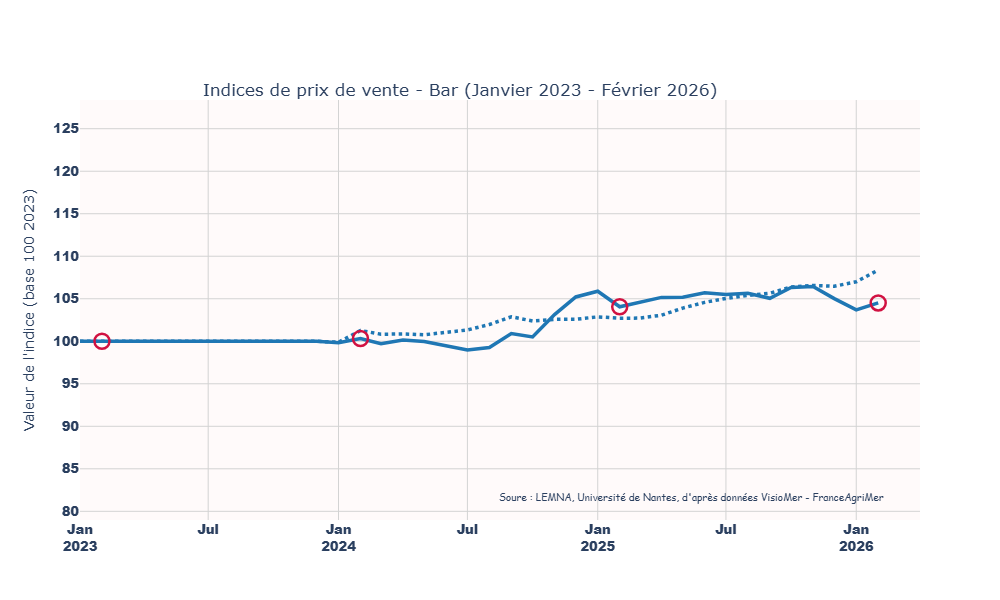 Indices de prix de vente - Bar (Janvier 2023 - Février 2026)
Valeur de l'indice (base 100 2023)
125
120
115
110
105
100
95
90
85
80
Soure : LEMNA, Université de Nantes, d'après données VisioMer - FranceAgriMer
Jan Jul Jan Jul Jan Jul Jan
2023 2024 2025 2026